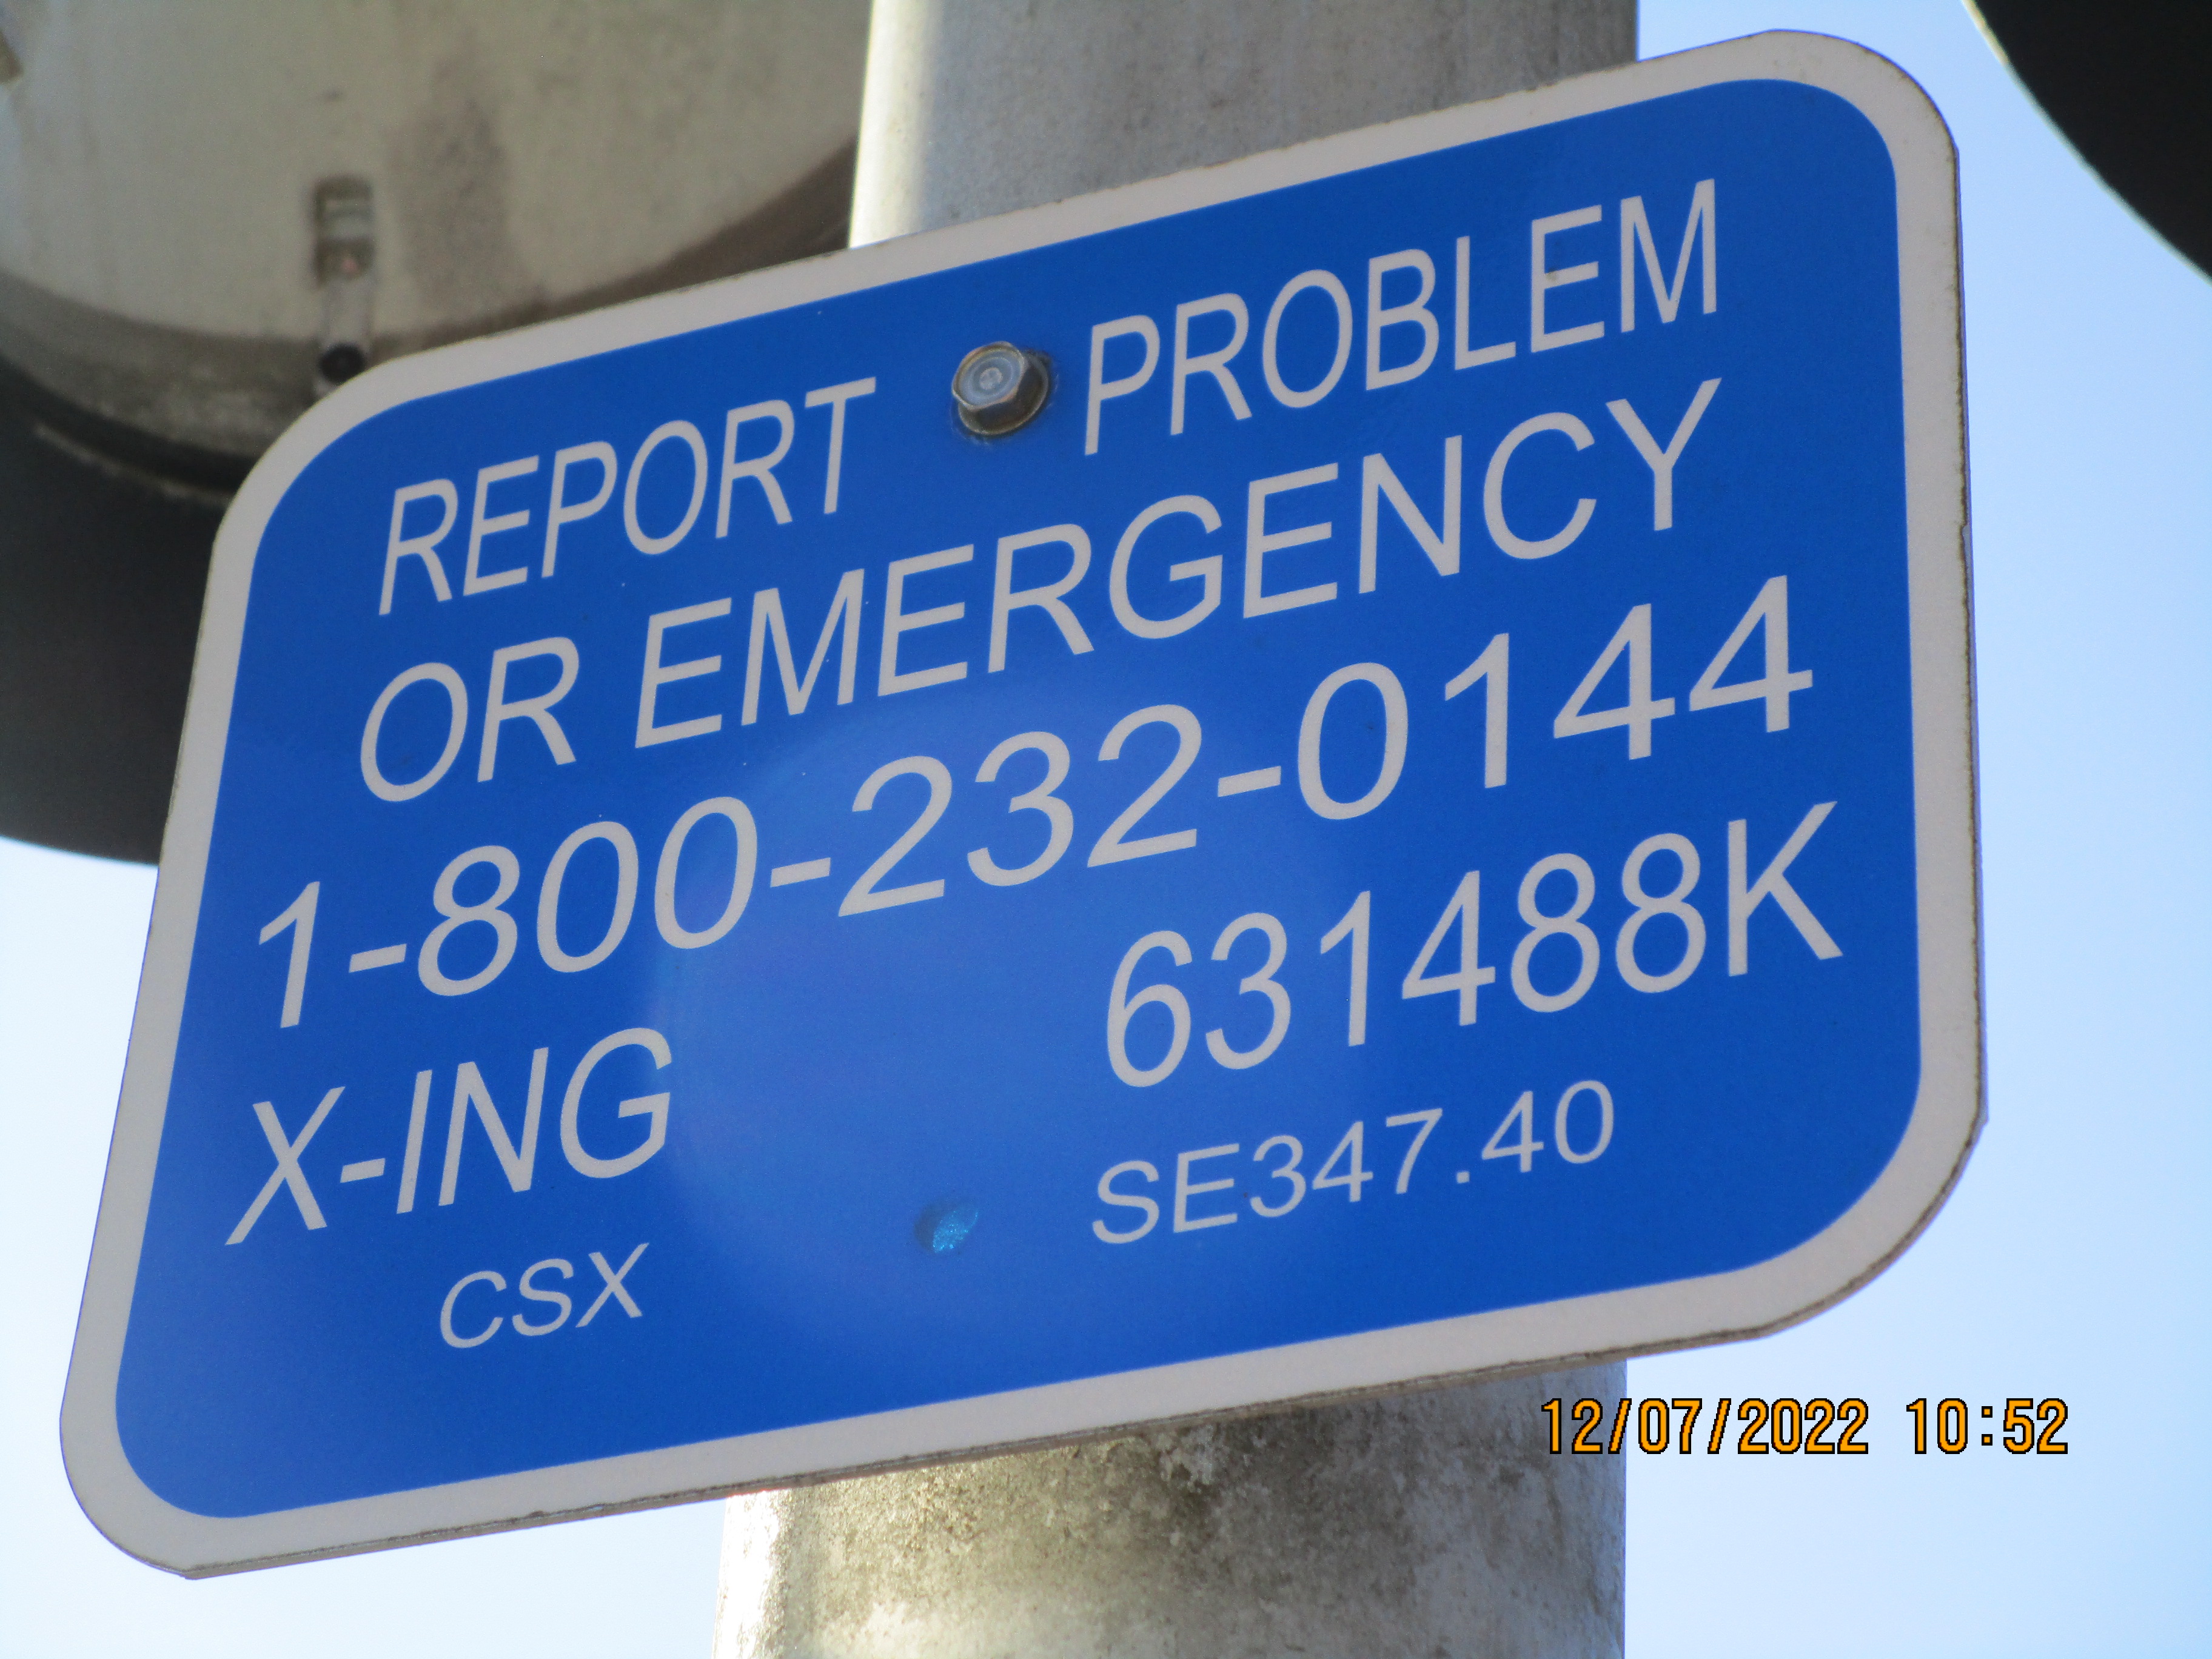 REPORT PROBLEM
OR EMERGENCY
1-800-232-0144
X-ING 631488K
CSX SE347.40
12/07/2022 10:52